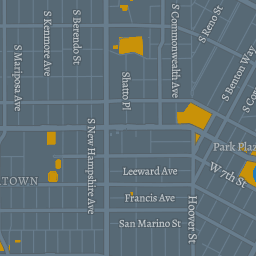 S Mariposa Ave
S Kenmore Ave
S Berendo St
Shatto Pl
S Commonwealth Ave
S Reno St
S Benton Way
S New Hampshire Ave
Park Plaz
W 7th St
Leeward Ave
Francis Ave
San Marino St
Hoover St
TOWN